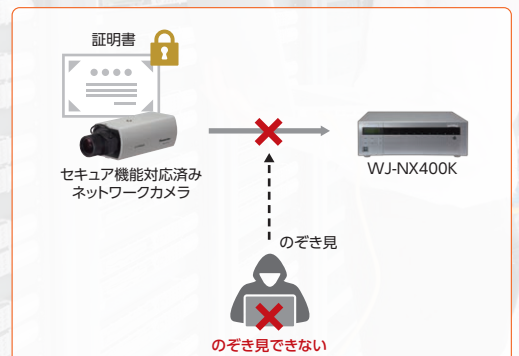 証明書
セキュア機能対応済み
ネットワークカメラ
WJ-NX400K
のぞき見
のぞき見できない